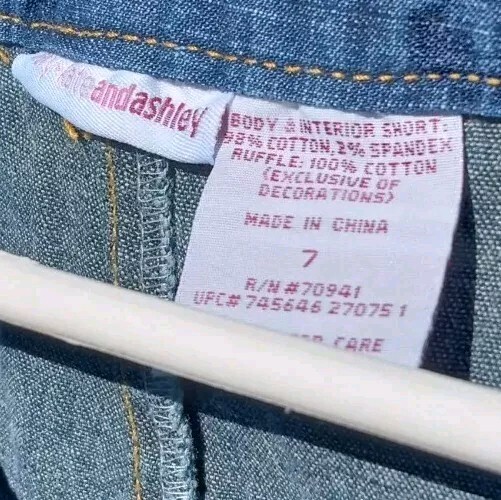 andashley
BODY & INTERIOR SHORT:
98% COTTON, 2% SPANDEX
RUFFLE: 100% COTTON
(EXCLUSIVE OF
DECORATIONS)
MADE IN CHINA
7
R/N #70941
UPC# 745646 27075 1
CARE